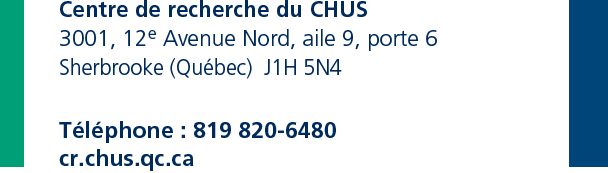 Centre de recherche du CHUS
3001, 12e Avenue Nord, aile 9, porte 6
Sherbrooke (Québec)  J1H 5N4
Téléphone : 819 820-6480
cr.chus.qc.ca